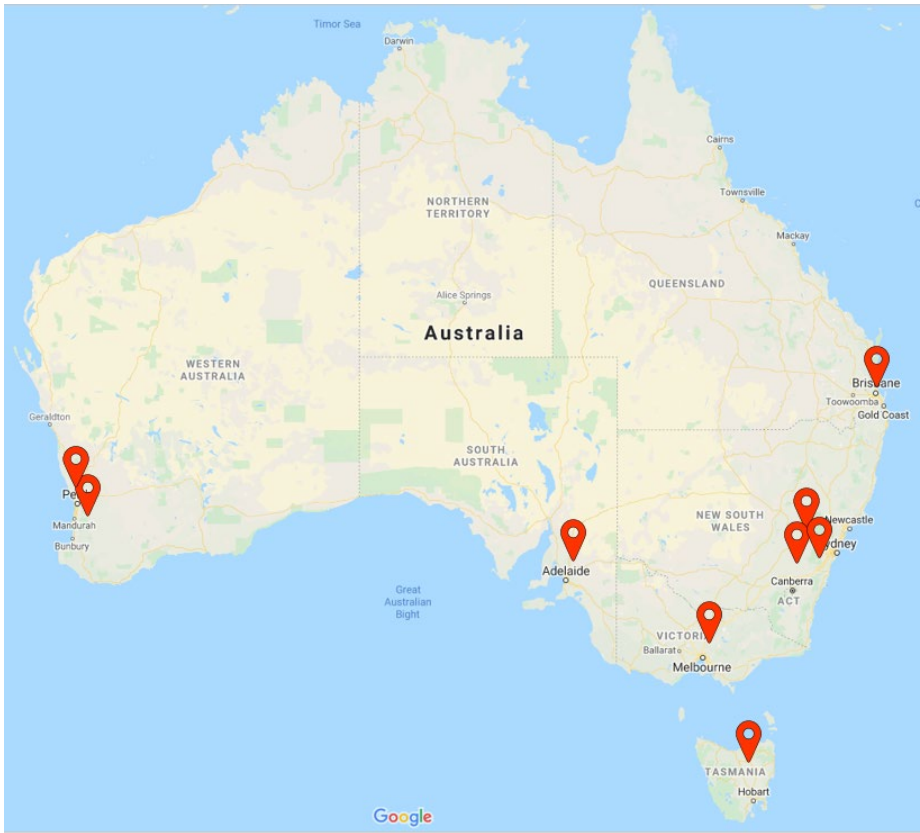 Timor Sea
Darwin
Cairns
Townsville
NORTHERN
TERRITORY
Mackay
QUEENSLAND
Alice Springs
Australia
WESTERN
AUSTRALIA
Brisbane
Toowoomba
Gold Coast
Geraldton
SOUTH
AUSTRALIA
Pe
Mandurah
Bunbury
NEW SOUTH
WALES
Newcastle
ydney
Adelaide
Canberra
ACT
Great
Australian
Bight
VICTORIA
Ballarat
Melbourne
TASMANIA
Hobart
Google